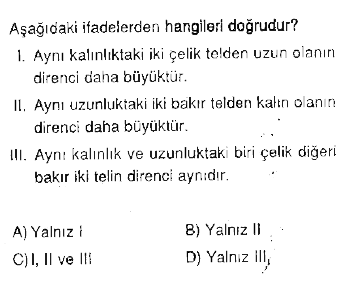 Aşağıdaki ifadelerden hangileri doğrudur?
I. Aynı kalınlıktaki iki çelik telden uzun olanın
direnci daha büyüktür.
II. Aynı uzunluktaki iki bakır telden kalın olanın
direnci daha büyüktür.
III. Aynı kalınlık ve uzunluktaki biri çelik diğeri
bakır iki telin direnci aynıdır.
A) Yalnız I
B) Yalnız II
C) I, II ve III
D) Yalnız III